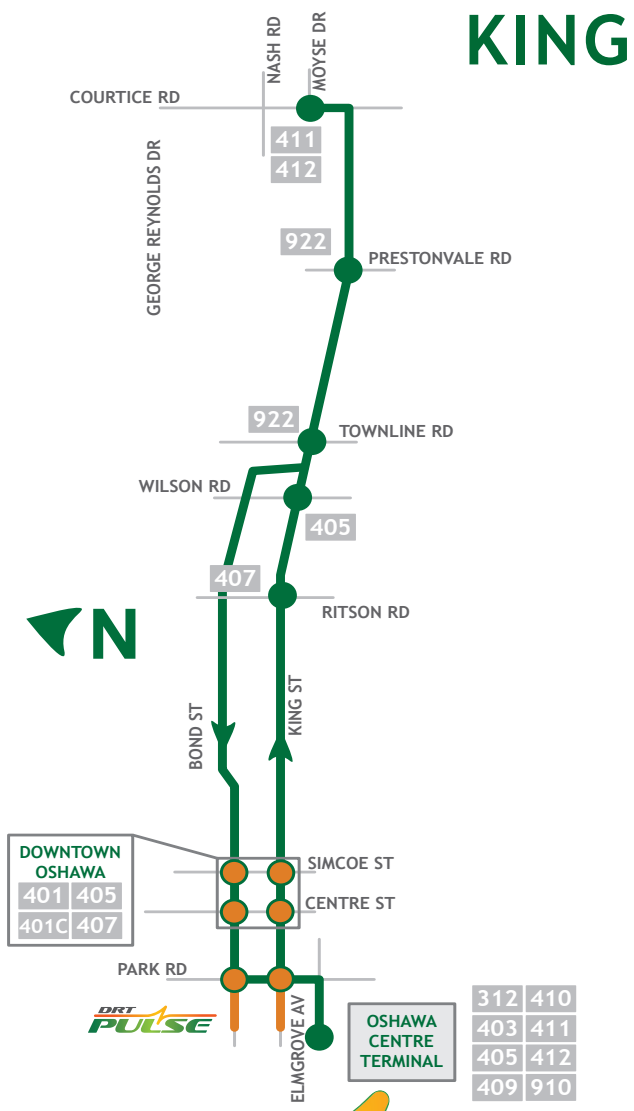 KING
NASH RD
MOYSE DR
COURTICE RD
411
412
GEORGE REYNOLDS DR
922
PRESTONVALE RD
922
TOWNLINE RD
WILSON RD
405
407
RITSON RD
N
BOND ST
KING ST
DOWNTOWN
OSHAWA
401 405
401C 407
SIMCOE ST
CENTRE ST
PARK RD
DRT
PULSE
ELMGROVE AV
OSHAWA
CENTRE
TERMINAL
312 410
403 411
405 412
409 910